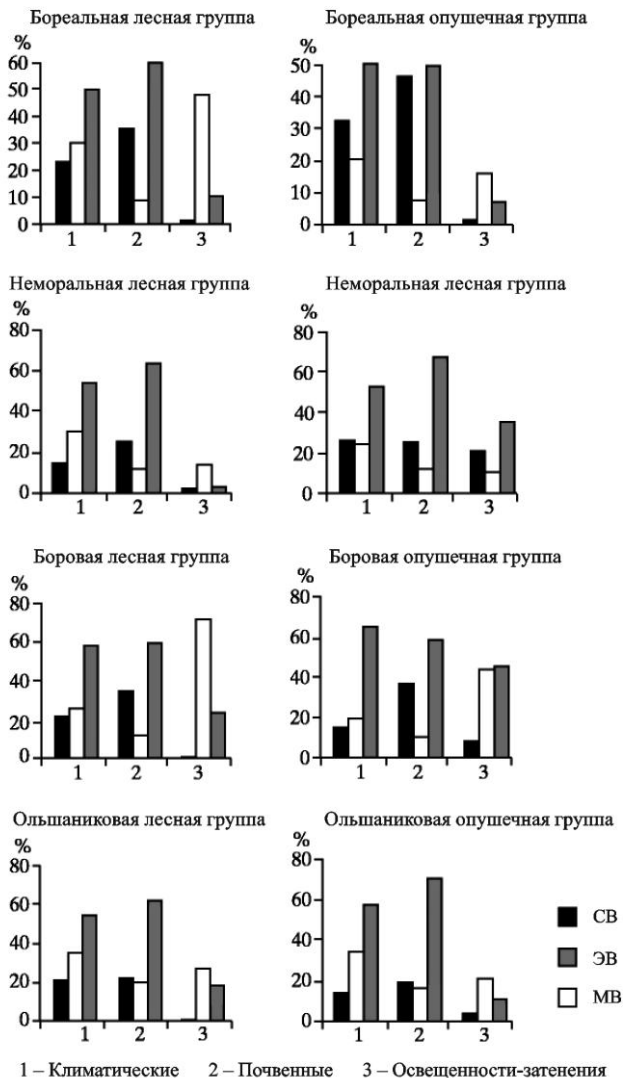 Бореальная лесная группа
%
60
50
40
30
20
10
0
1 2 3
Бореальная опушечная группа
%
50
40
30
20
10
0
1 2 3
Неморальная лесная группа
%
80
60
40
20
0
1 2 3
Неморальная лесная группа
%
80
60
40
20
0
1 2 3
Боровая лесная группа
%
80
60
40
20
0
1 2 3
Боровая опушечная группа
%
80
60
40
20
0
1 2 3
Ольшаниковая лесная группа
%
80
60
40
20
0
1 2 3
Ольшаниковая опушечная группа
%
80
60
40
20
0
1 2 3
СВ
ЭВ
МВ
1 – Климатические 2 – Почвенные 3 – Освещенности-затенения